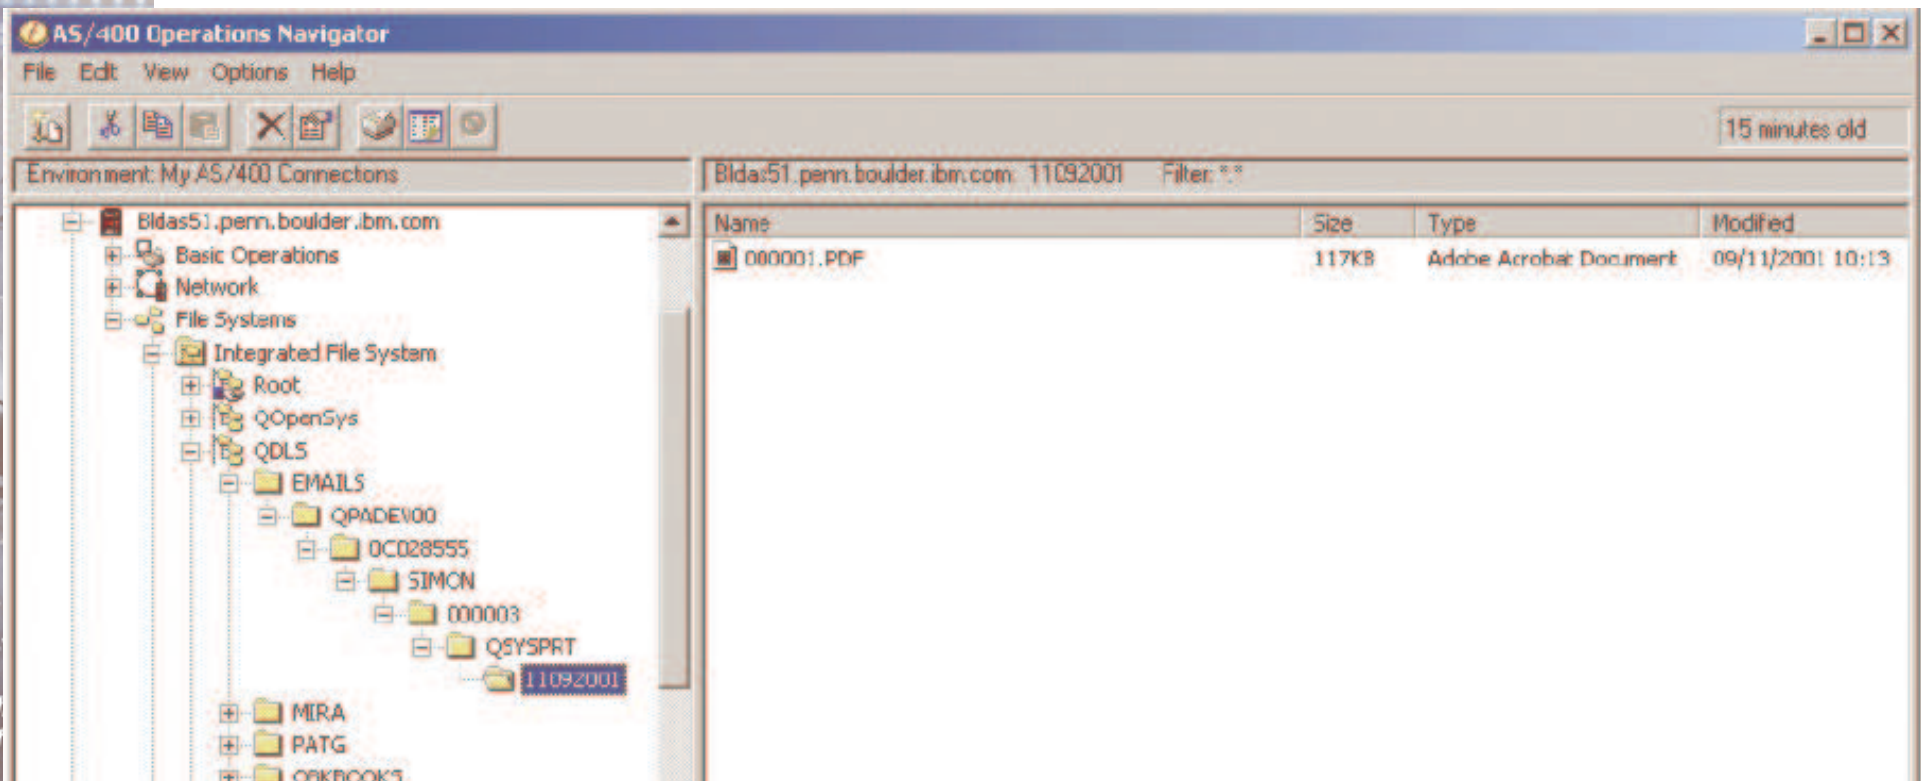 AS/400 Operations Navigator
File Edit View Options Help
15 minutes old
Environment: My AS/400 Connections
Bldas51.penn.boulder.ibm.com: 11092001 Filter: *.*
Bldas51.penn.boulder.ibm.com
Name Size Type Modified
Basic Operations
000001.PDF 117KB Adobe Acrobat Document 09/11/2001 10:13
Network
File Systems
Integrated File System
Root
QOpenSys
QDLS
EMAILS
QPADEV00
0C028555
SIMON
000003
QSYSPRT
11092001
MIRA
PATG